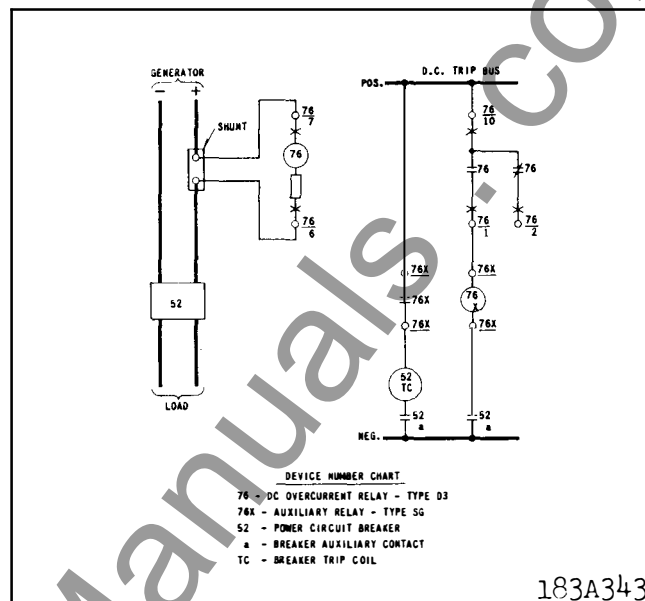 GENERATOR
- +
SHUNT
76
7
76
76
6
52
LOAD
D.C. TRIP BUS
POS.
76
10
76
76
76
1
76
2
76X
76X
76X
76
X
76X
76X
52
TC
52
a
52
a
NEG.
DEVICE NUMBER CHART
76 - DC OVERCURRENT RELAY - TYPE D3
76X - AUXILIARY RELAY - TYPE SG
52 - POWER CIRCUIT BREAKER
a - BREAKER AUXILIARY CONTACT
TC - BREAKER TRIP COIL
183A343
Manuals.co